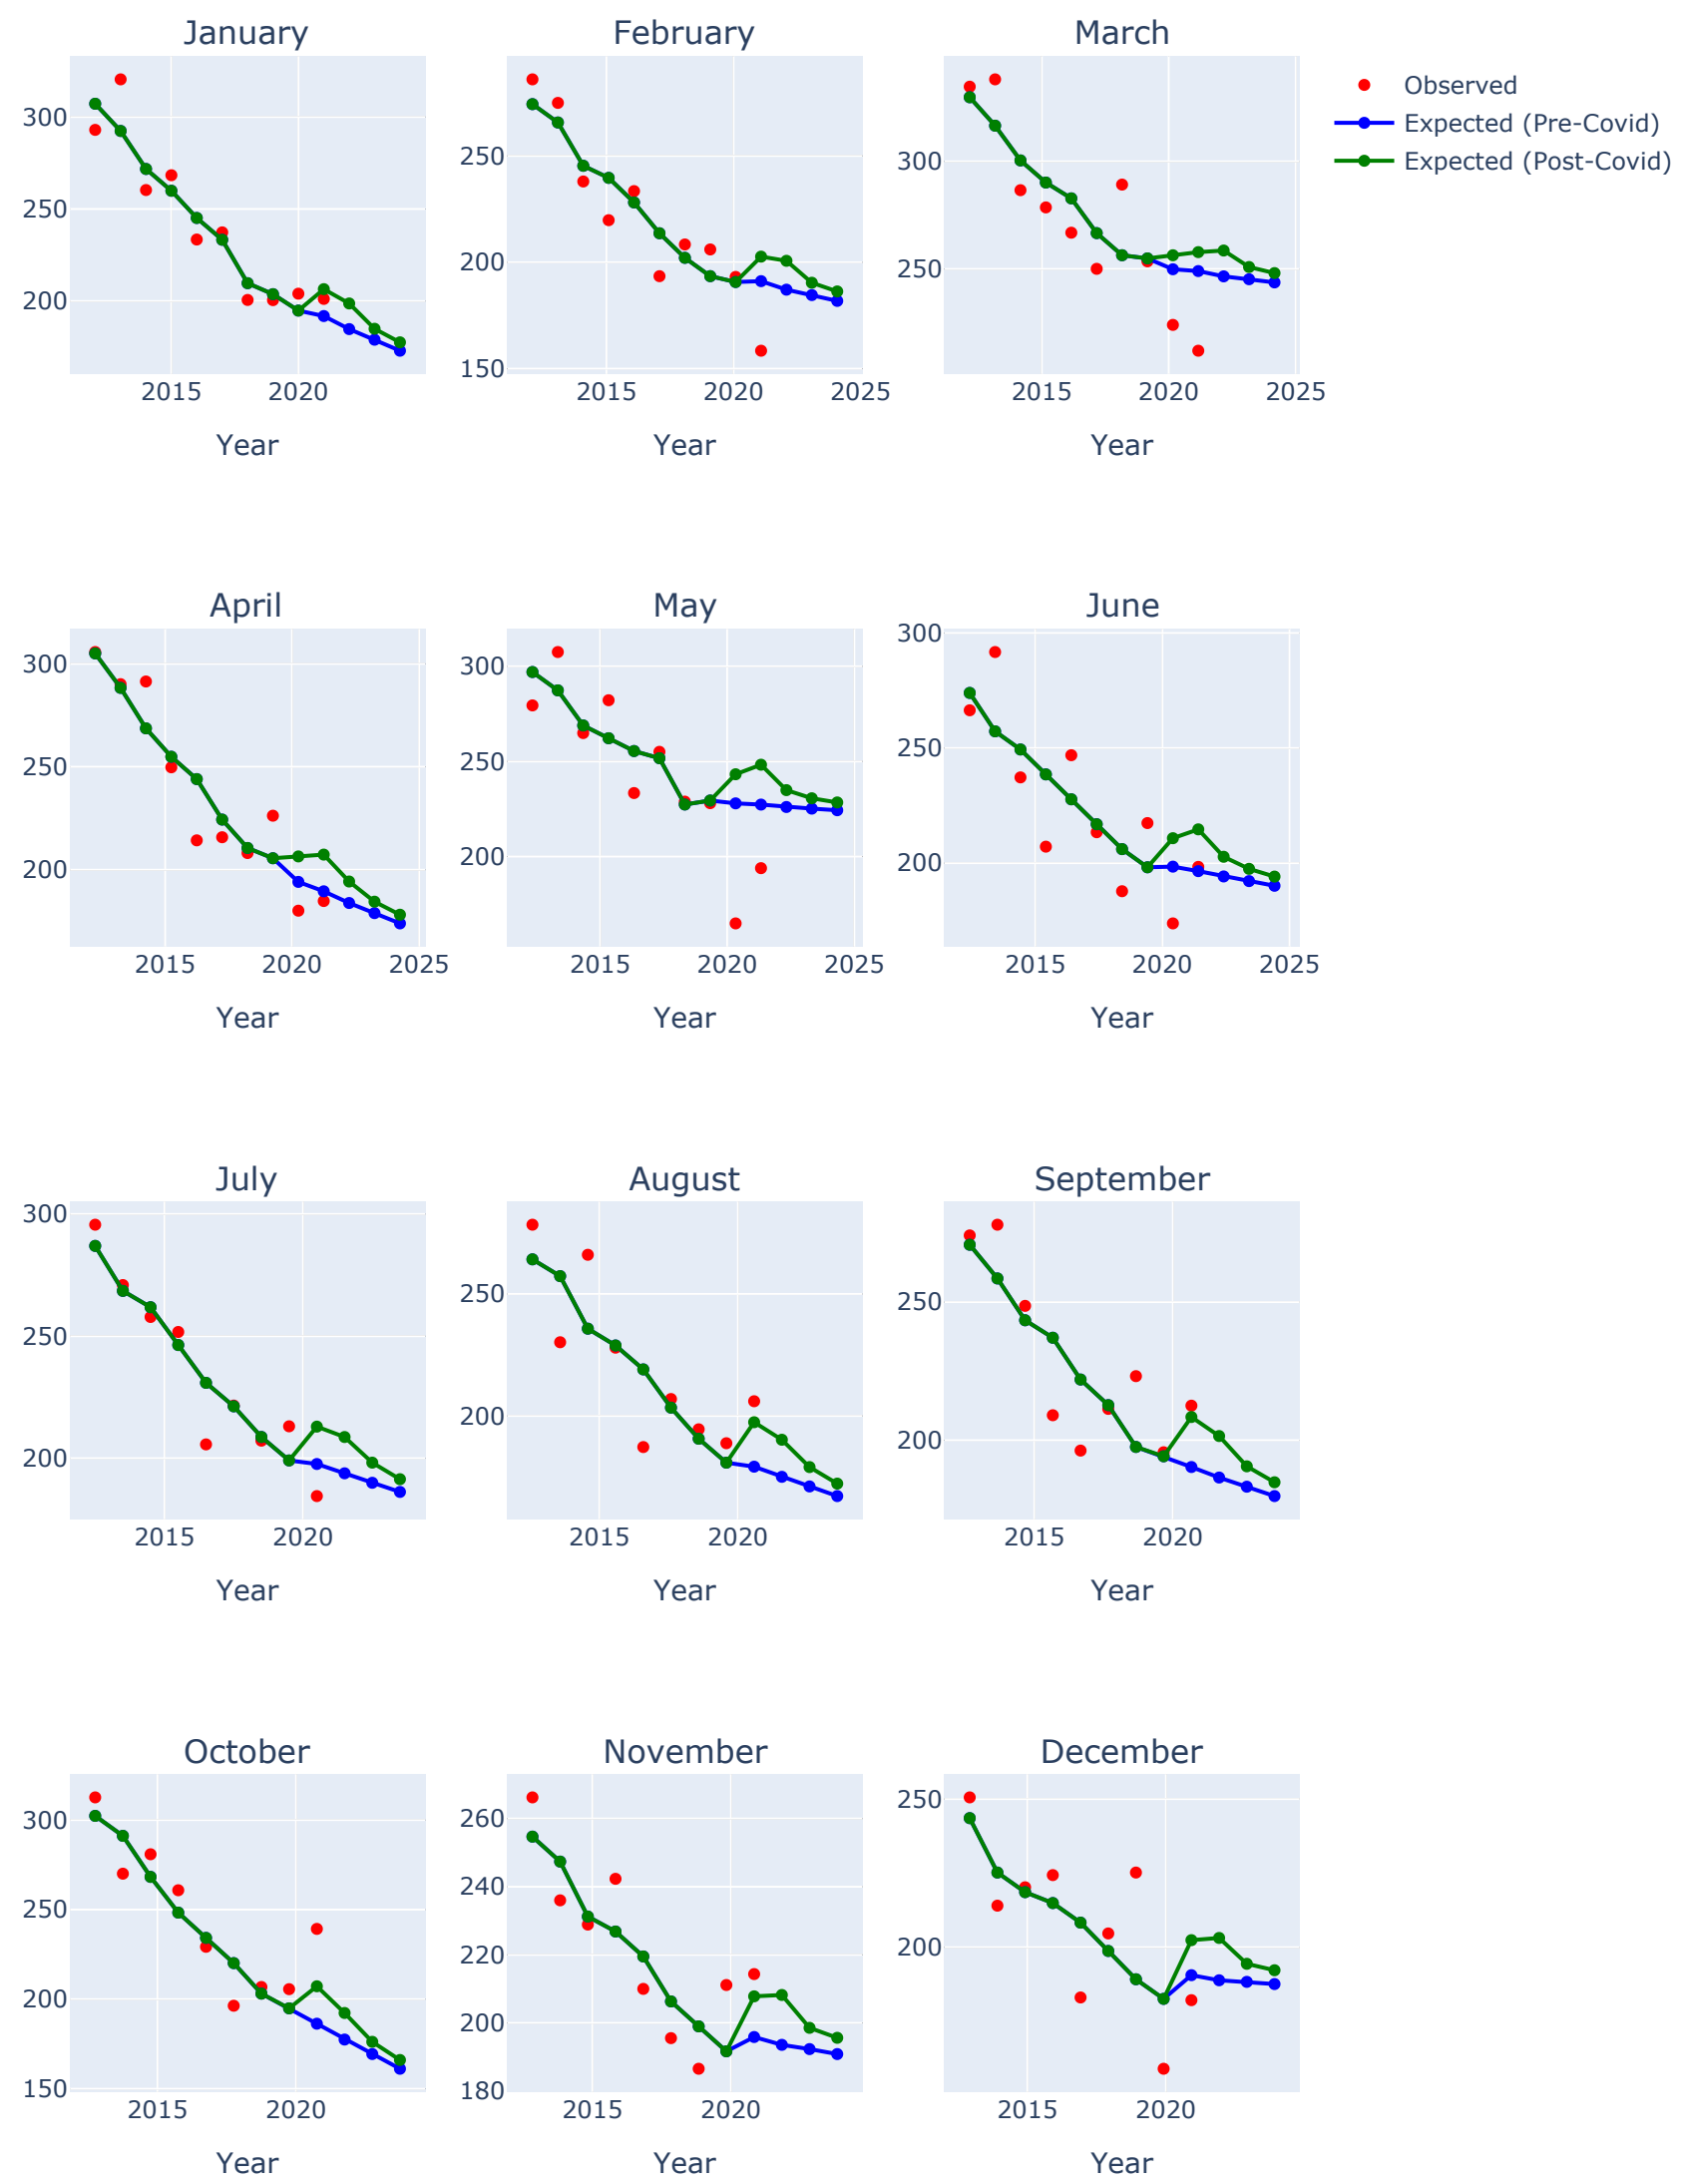 January
February
March
Observed
Expected (Pre-Covid)
Expected (Post-Covid)
300
250
200
2015
2020
Year
250
200
150
2015
2020
2025
Year
300
250
2015
2020
2025
Year
April
May
June
300
250
200
2015
2020
2025
Year
300
250
200
2015
2020
2025
Year
300
250
200
2015
2020
2025
Year
July
August
September
300
250
200
2015
2020
Year
250
200
2015
2020
Year
250
200
2015
2020
Year
October
November
December
300
250
200
150
2015
2020
Year
260
240
220
200
180
2015
2020
Year
250
200
2015
2020
Year